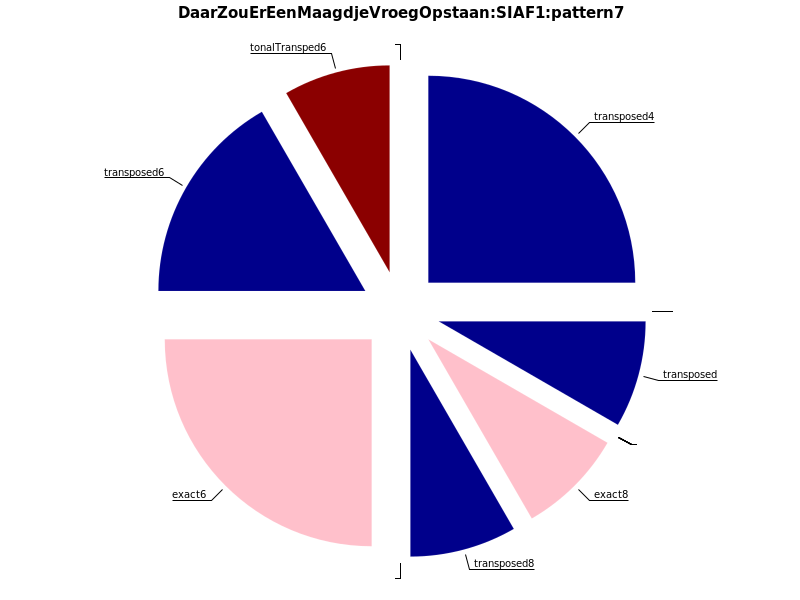 DaarZouErEenMaagdjeVroegOpstaan:SIAF1:pattern7
tonalTransped6
transposed4
transposed6
transposed
exact6
exact8
transposed8